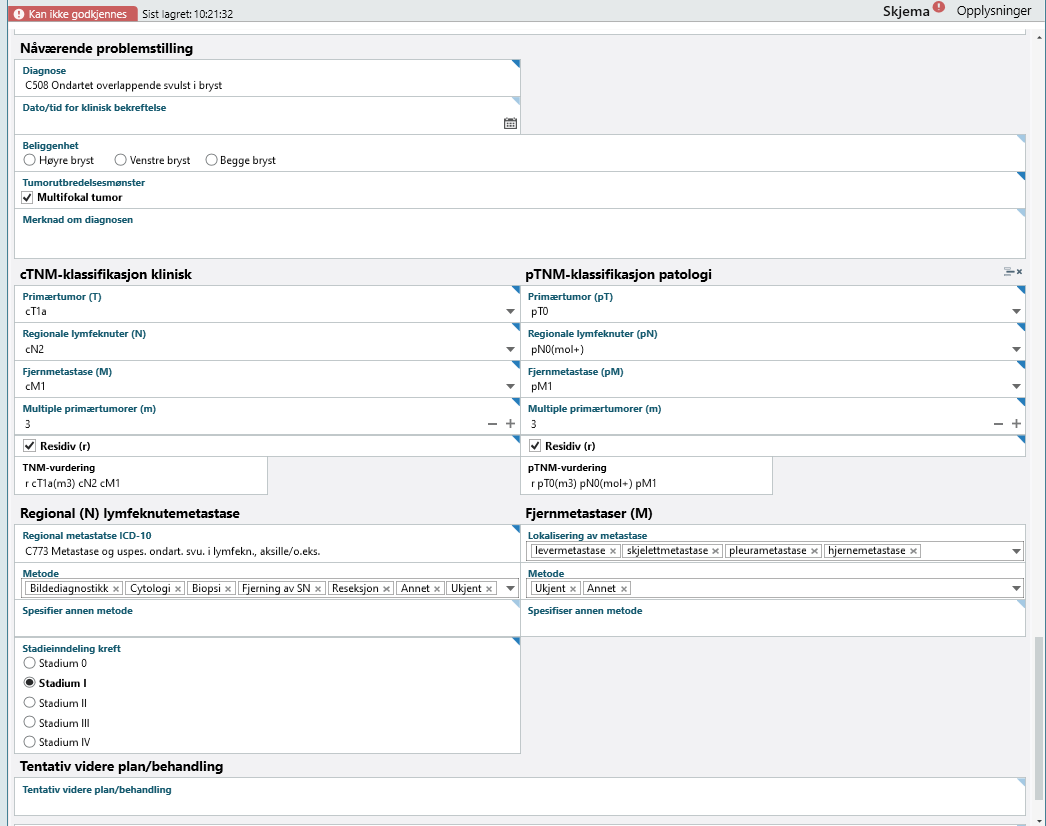 Kan ikke godkjennes Sist lagret: 10:21:32 Skjema Opplysninger
Nåværende problemstilling
Diagnose
C508 Ondartet overlappende svulst i bryst
Dato/tid for klinisk bekreftelse
Beliggenhet
Høyre bryst Venstre bryst Begge bryst
Tumorutbredelsesmønster
Multifokal tumor
Merknad om diagnosen
cTNM-klassifikasjon klinisk
Primærtumor (T)
cT1a
Regionale lymfeknuter (N)
cN2
Fjernmetastase (M)
cM1
Multiple primærtumorer (m)
3
Residiv (r)
TNM-vurdering
r cT1a(m3) cN2 cM1
pTNM-klassifikasjon patologi
Primærtumor (pT)
pT0
Regionale lymfeknuter (pN)
pN0(mol+)
Fjernmetastase (pM)
pM1
Multiple primærtumorer (m)
3
Residiv (r)
pTNM-vurdering
r pT0(m3) pN0(mol+) pM1
Regional (N) lymfeknutemetastase
Regional metastatse ICD-10
C773 Metastase og uspes. ondart. svu. i lymfekn., aksille/o.eks.
Metode
Bildediagnostikk Cytologi Biopsi Fjerning av SN Reseksjon Annet Ukjent
Spesifier annen metode
Stadieinndeling kreft
Stadium 0
Stadium I
Stadium II
Stadium III
Stadium IV
Fjernmetastaser (M)
Lokalisering av metastase
levermetastase skjelettmetastase pleurametastase hjernemetastase
Metode
Ukjent Annet
Spesifiser annen metode
Tentativ videre plan/behandling
Tentativ videre plan/behandling